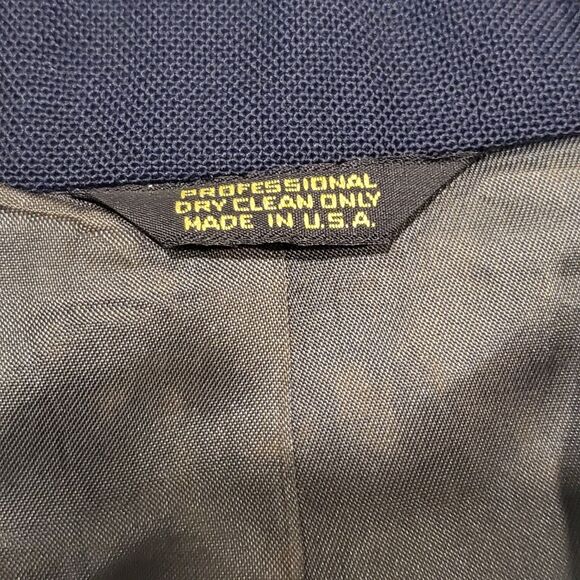 PROFESSIONAL
DRY CLEAN ONLY
MADE IN U.S.A.